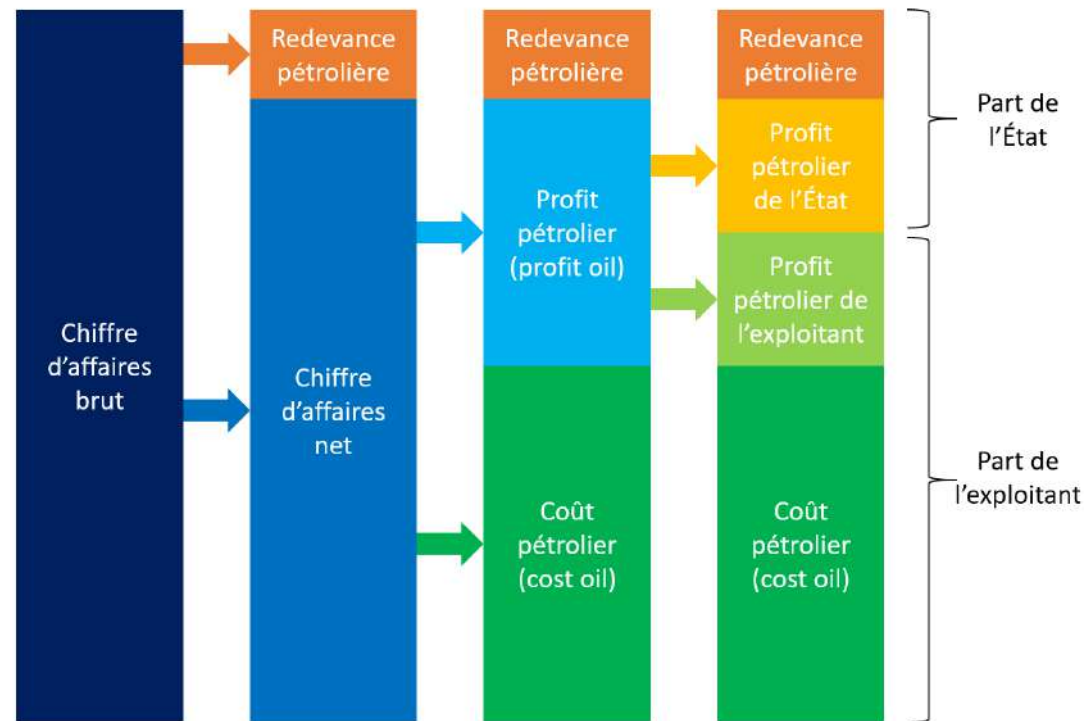 Chiffre
d'affaires
brut
Redevance
pétrolière
Chiffre
d'affaires
net
Redevance
pétrolière
Profit
pétrolier
(profit oil)
Coût
pétrolier
(cost oil)
Redevance
pétrolière
Profit
pétrolier
de l'État
Profit
pétrolier de
l'exploitant
Coût
pétrolier
(cost oil)
Part de
l'État
Part de
l'exploitant